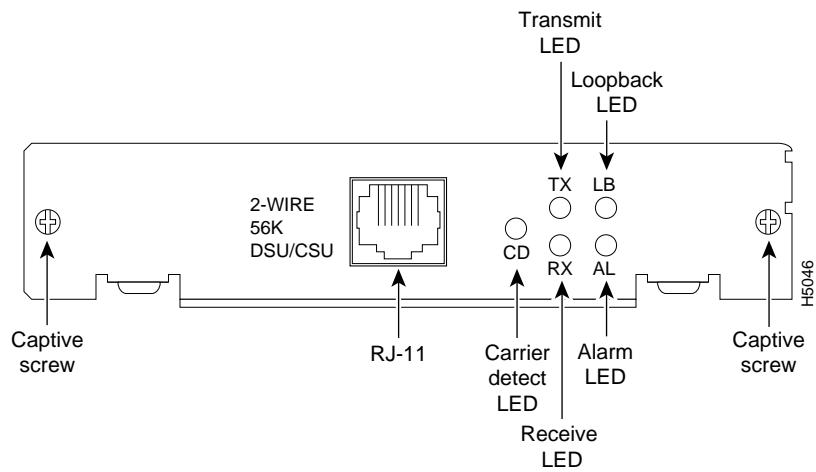 Transmit
LED
Loopback
LED
TX LB
2-WIRE
56K
DSU/CSU
CD
RX AL
H5046
Captive
screw
RJ-11
Carrier
detect
LED
Alarm
LED
Captive
screw
Receive
LED